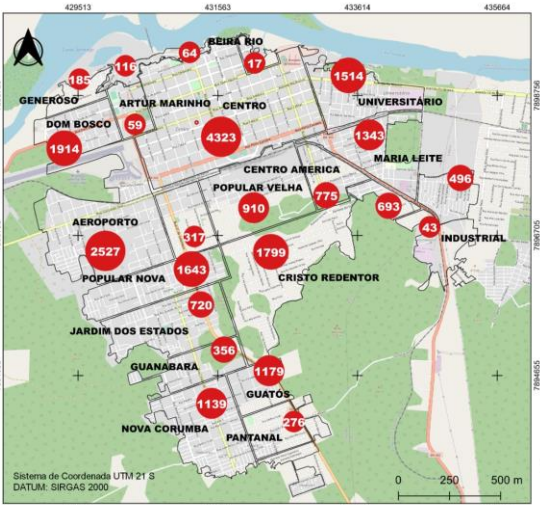 429513 431563 433614 435664
BEIRA RIO
64
17
116
185
1514
GENEROSO
ARTUR MARINHO
CENTRO
UNIVERSITÁRIO
7898756
DOM BOSCO
59
4323
1343
1914
MARIA LEITE
CENTRO AMERICA
496
POPULAR VELHA
775
693
910
AEROPORTO
317
43
INDUSTRIAL
7896705
2527
1799
1643
POPULAR NOVA
CRISTO REDENTOR
720
JARDIM DOS ESTADOS
356
GUANABARA
1179
7894655
GUATÓS
1139
276
NOVA CORUMBA
PANTANAL
Sistema de Coordenada UTM 21 S
DATUM: SIRGAS 2000
0 250 500 m